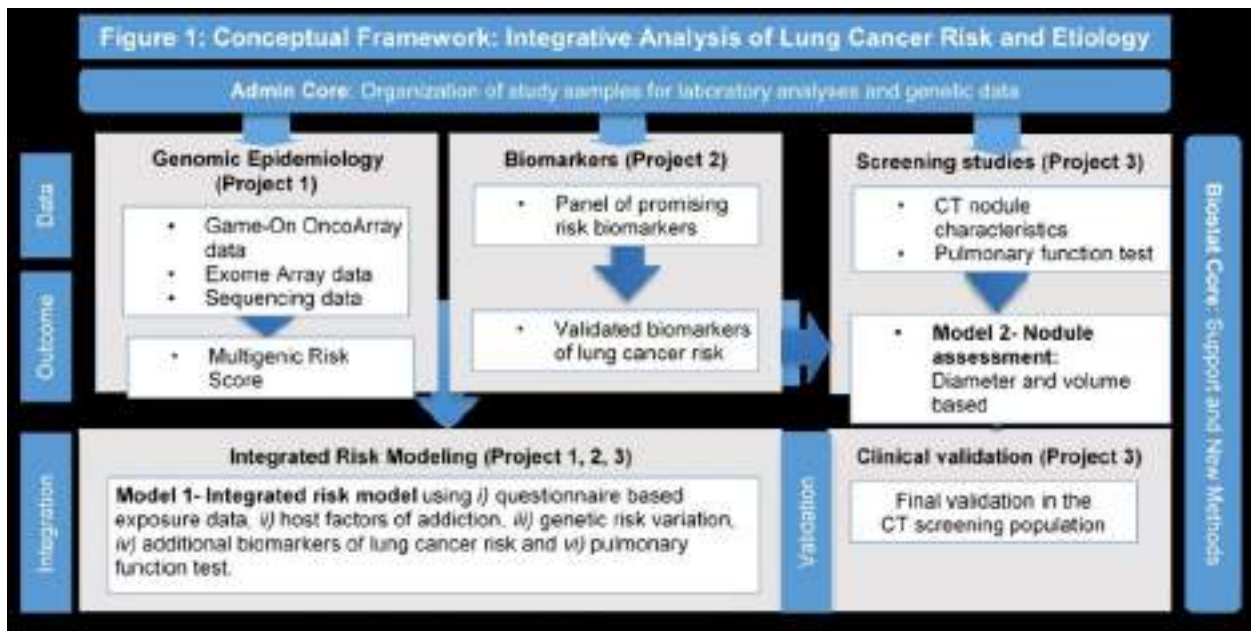 Figure 1: Conceptual Framework: Integrative Analysis of Lung Cancer Risk and Etiology
Admin Core: Organization of study samples for laboratory analyses and genetic data
Data
Genomic Epidemiology
(Project 1)
• Game-On OncoArray
data
• Exome Array data
• Sequencing data
Biomarkers (Project 2)
• Panel of promising
risk biomarkers
Screening studies (Project 3)
• CT nodule
characteristics
• Pulmonary function test
Outcome
• Multigenic Risk
Score
• Validated biomarkers
of lung cancer risk
• Model 2- Nodule
assessment:
Diameter and volume
based
Integration
Integrated Risk Modeling (Project 1, 2, 3)
Model 1- Integrated risk model using i) questionnaire based
exposure data, ii) host factors of addiction, iii) genetic risk variation,
iv) additional biomarkers of lung cancer risk and vi) pulmonary
function test.
Validation
Clinical validation (Project 3)
Final validation in the
CT screening population
Biostat Core: Support and New Methods